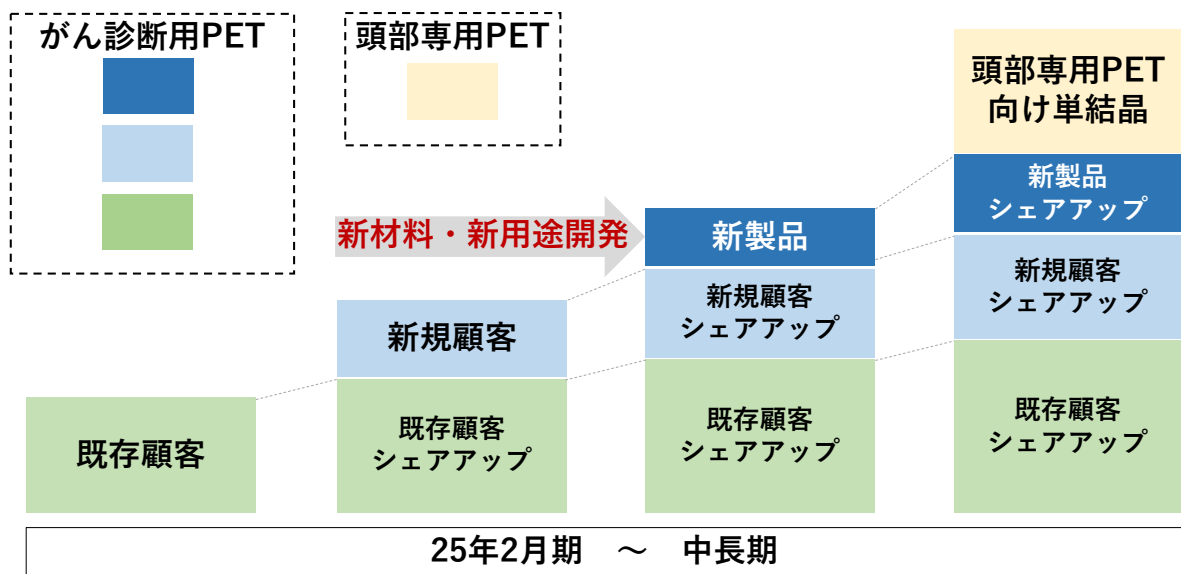 がん診断用PET
頭部専用PET
頭部専用PET
向け単結晶
新製品
シェアアップ
新材料・新用途開発
新製品
新規顧客
シェアアップ
新規顧客
シェアアップ
新規顧客
既存顧客
既存顧客
シェアアップ
既存顧客
シェアアップ
既存顧客
シェアアップ
25年2月期　～　中長期